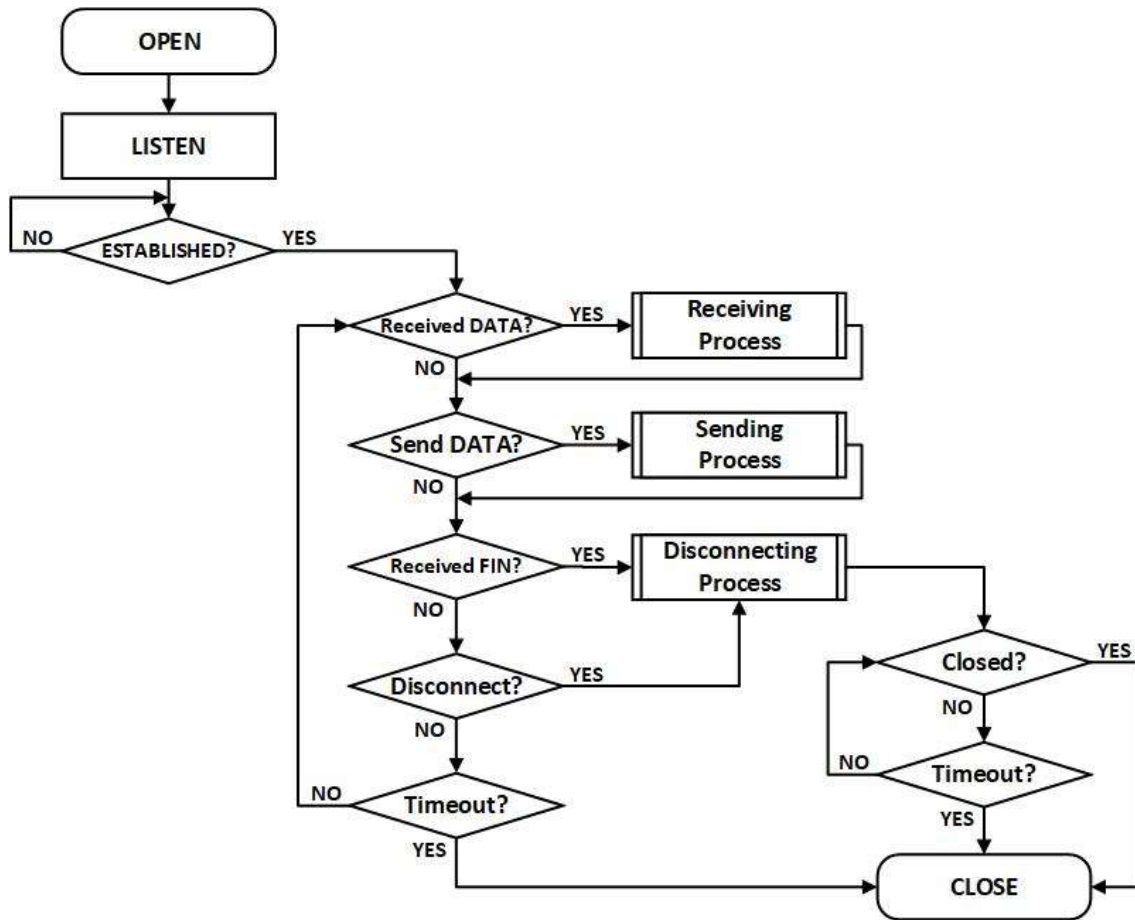 OPEN
LISTEN
NO
ESTABLISHED?
YES
Received DATA?
YES
Receiving
Process
NO
Send DATA?
YES
Sending
Process
NO
Received FIN?
YES
Disconnecting
Process
NO
Closed?
YES
Disconnect?
YES
NO
NO
NO
Timeout?
NO
Timeout?
YES
YES
CLOSE